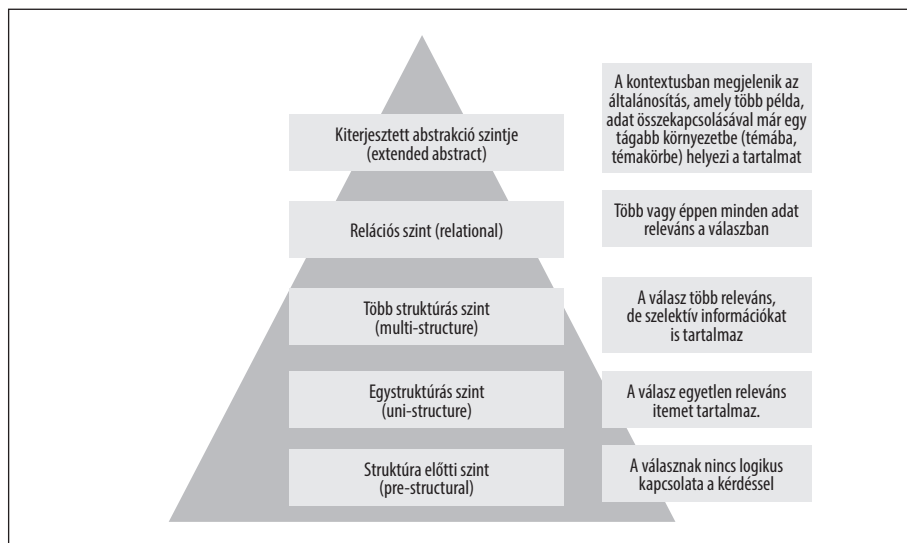 Kiterjesztett abstrakció szintje
(extended abstract)
A kontextusban megjelenik az
általánosítás, amely több példa,
adat összekapcsolásával már egy
tágabb környezetbe (témába,
témakörbe) helyezi a tartalmat
Relációs szint (relational)
Több vagy éppen minden adat
releváns a válaszban
Több struktúrás szint
(multi-structure)
A válasz több releváns,
de szelektív információkat
is tartalmaz
Egystruktúrás szint
(uni-structure)
A válasz egyetlen releváns
itemet tartalmaz.
Struktúra előtti szint
(pre-structural)
A válasznak nincs logikus
kapcsolata a kérdéssel